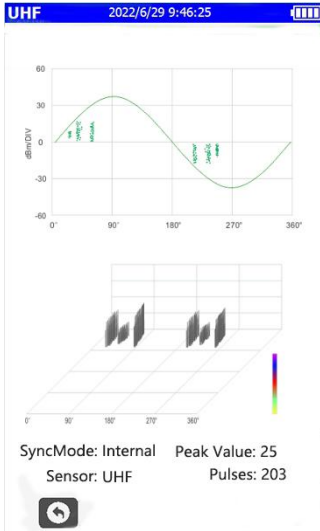 UHF 2022/6/29 9:46:25
60
30
0
-30
-60
dBm/DIV
0° 90° 180° 270° 360°
0° 90° 180° 270° 360°
SyncMode: Internal Peak Value: 25
Sensor: UHF Pulses: 203